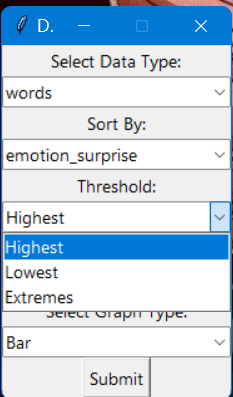 D.
Select Data Type:
words
Sort By:
emotion_surprise
Threshold:
Highest
Highest
Lowest
Extremes
Select Graph Type:
Bar
Submit